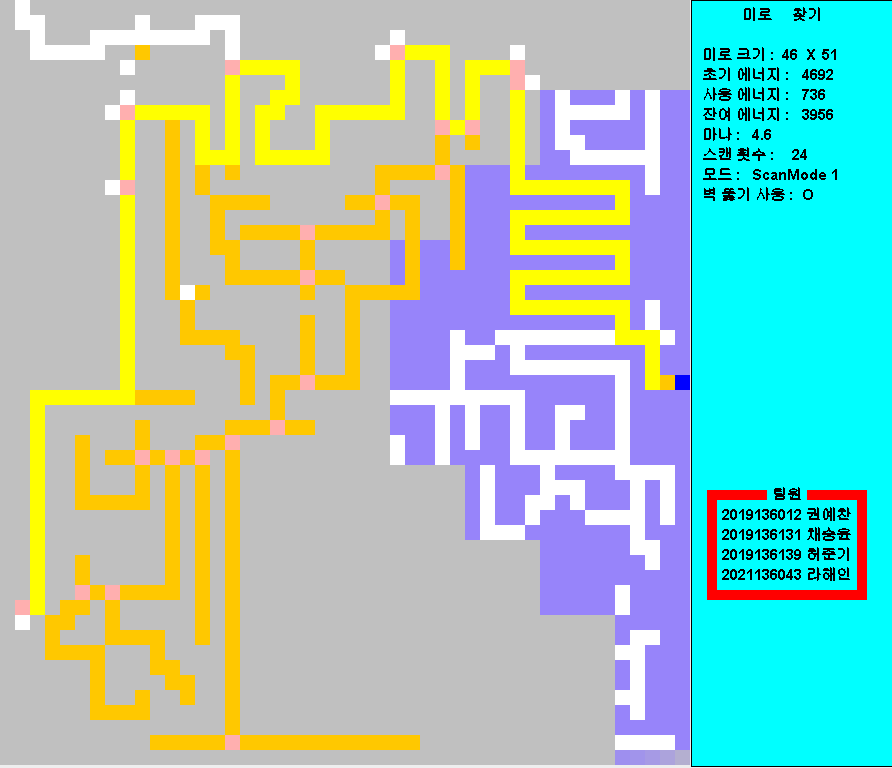 미로 찾기
미로 크기 : 46 X 51
초기 에너지 : 4692
사용 에너지 : 736
잔여 에너지 : 3956
마나 : 4.6
스캔 횟수 : 24
모드 : ScanMode 1
벽 뚫기 사용 : O
팀원
2019136012 권예찬
2019136131 채승윤
2019136139 허준기
2021136043 라해인